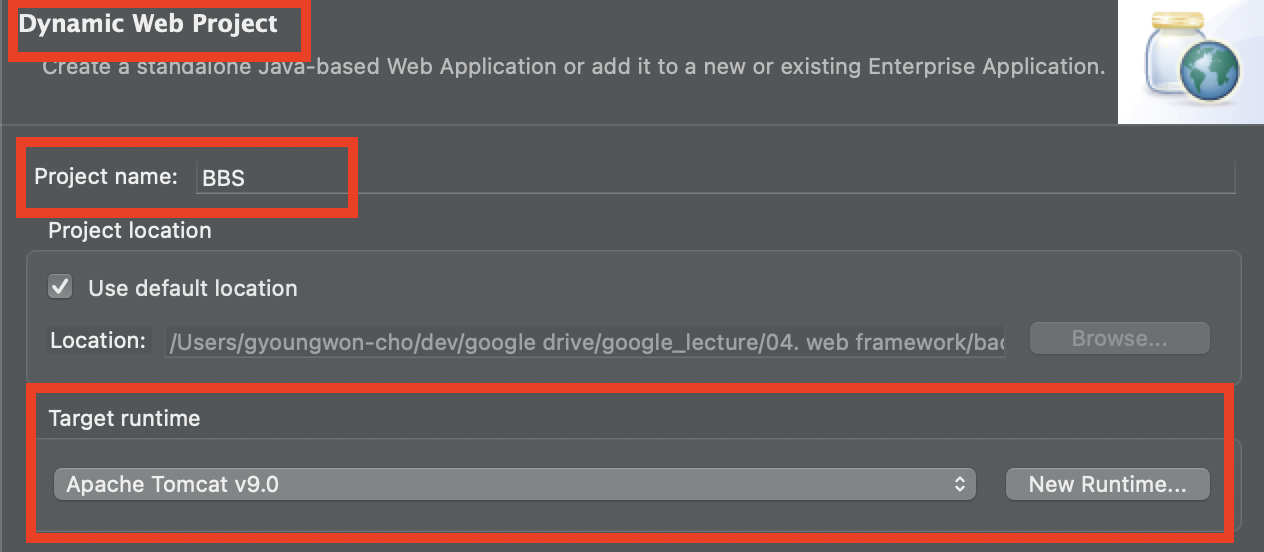 Dynamic Web Project
Create a standalone Java-based Web Application or add it to a new or existing Enterprise Application.
Project name: BBS
Project location
Use default location
Location: /Users/gyoungwon-cho/dev/google drive/google_lecture/04. web framework/bac Browse...
Target runtime
Apache Tomcat v9.0 New Runtime...